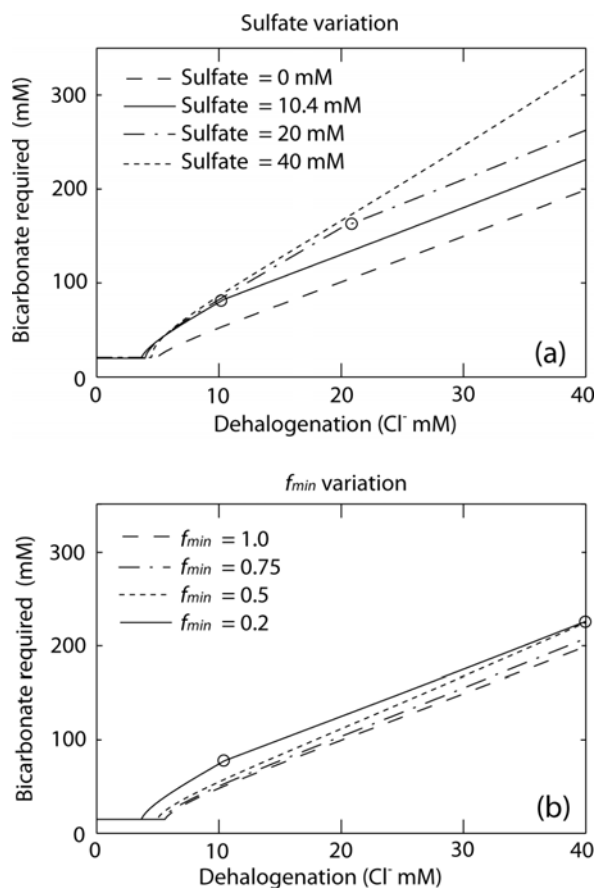 Sulfate variation
Bicarbonate required (mM)
300
200
100
0
Sulfate = 0 mM
Sulfate = 10.4 mM
Sulfate = 20 mM
Sulfate = 40 mM
(a)
0 10 20 30 40
Dehalogenation (Cl⁻ mM)
fmin variation
Bicarbonate required (mM)
300
200
100
0
fmin = 1.0
fmin = 0.75
fmin = 0.5
fmin = 0.2
(b)
0 10 20 30 40
Dehalogenation (Cl⁻ mM)